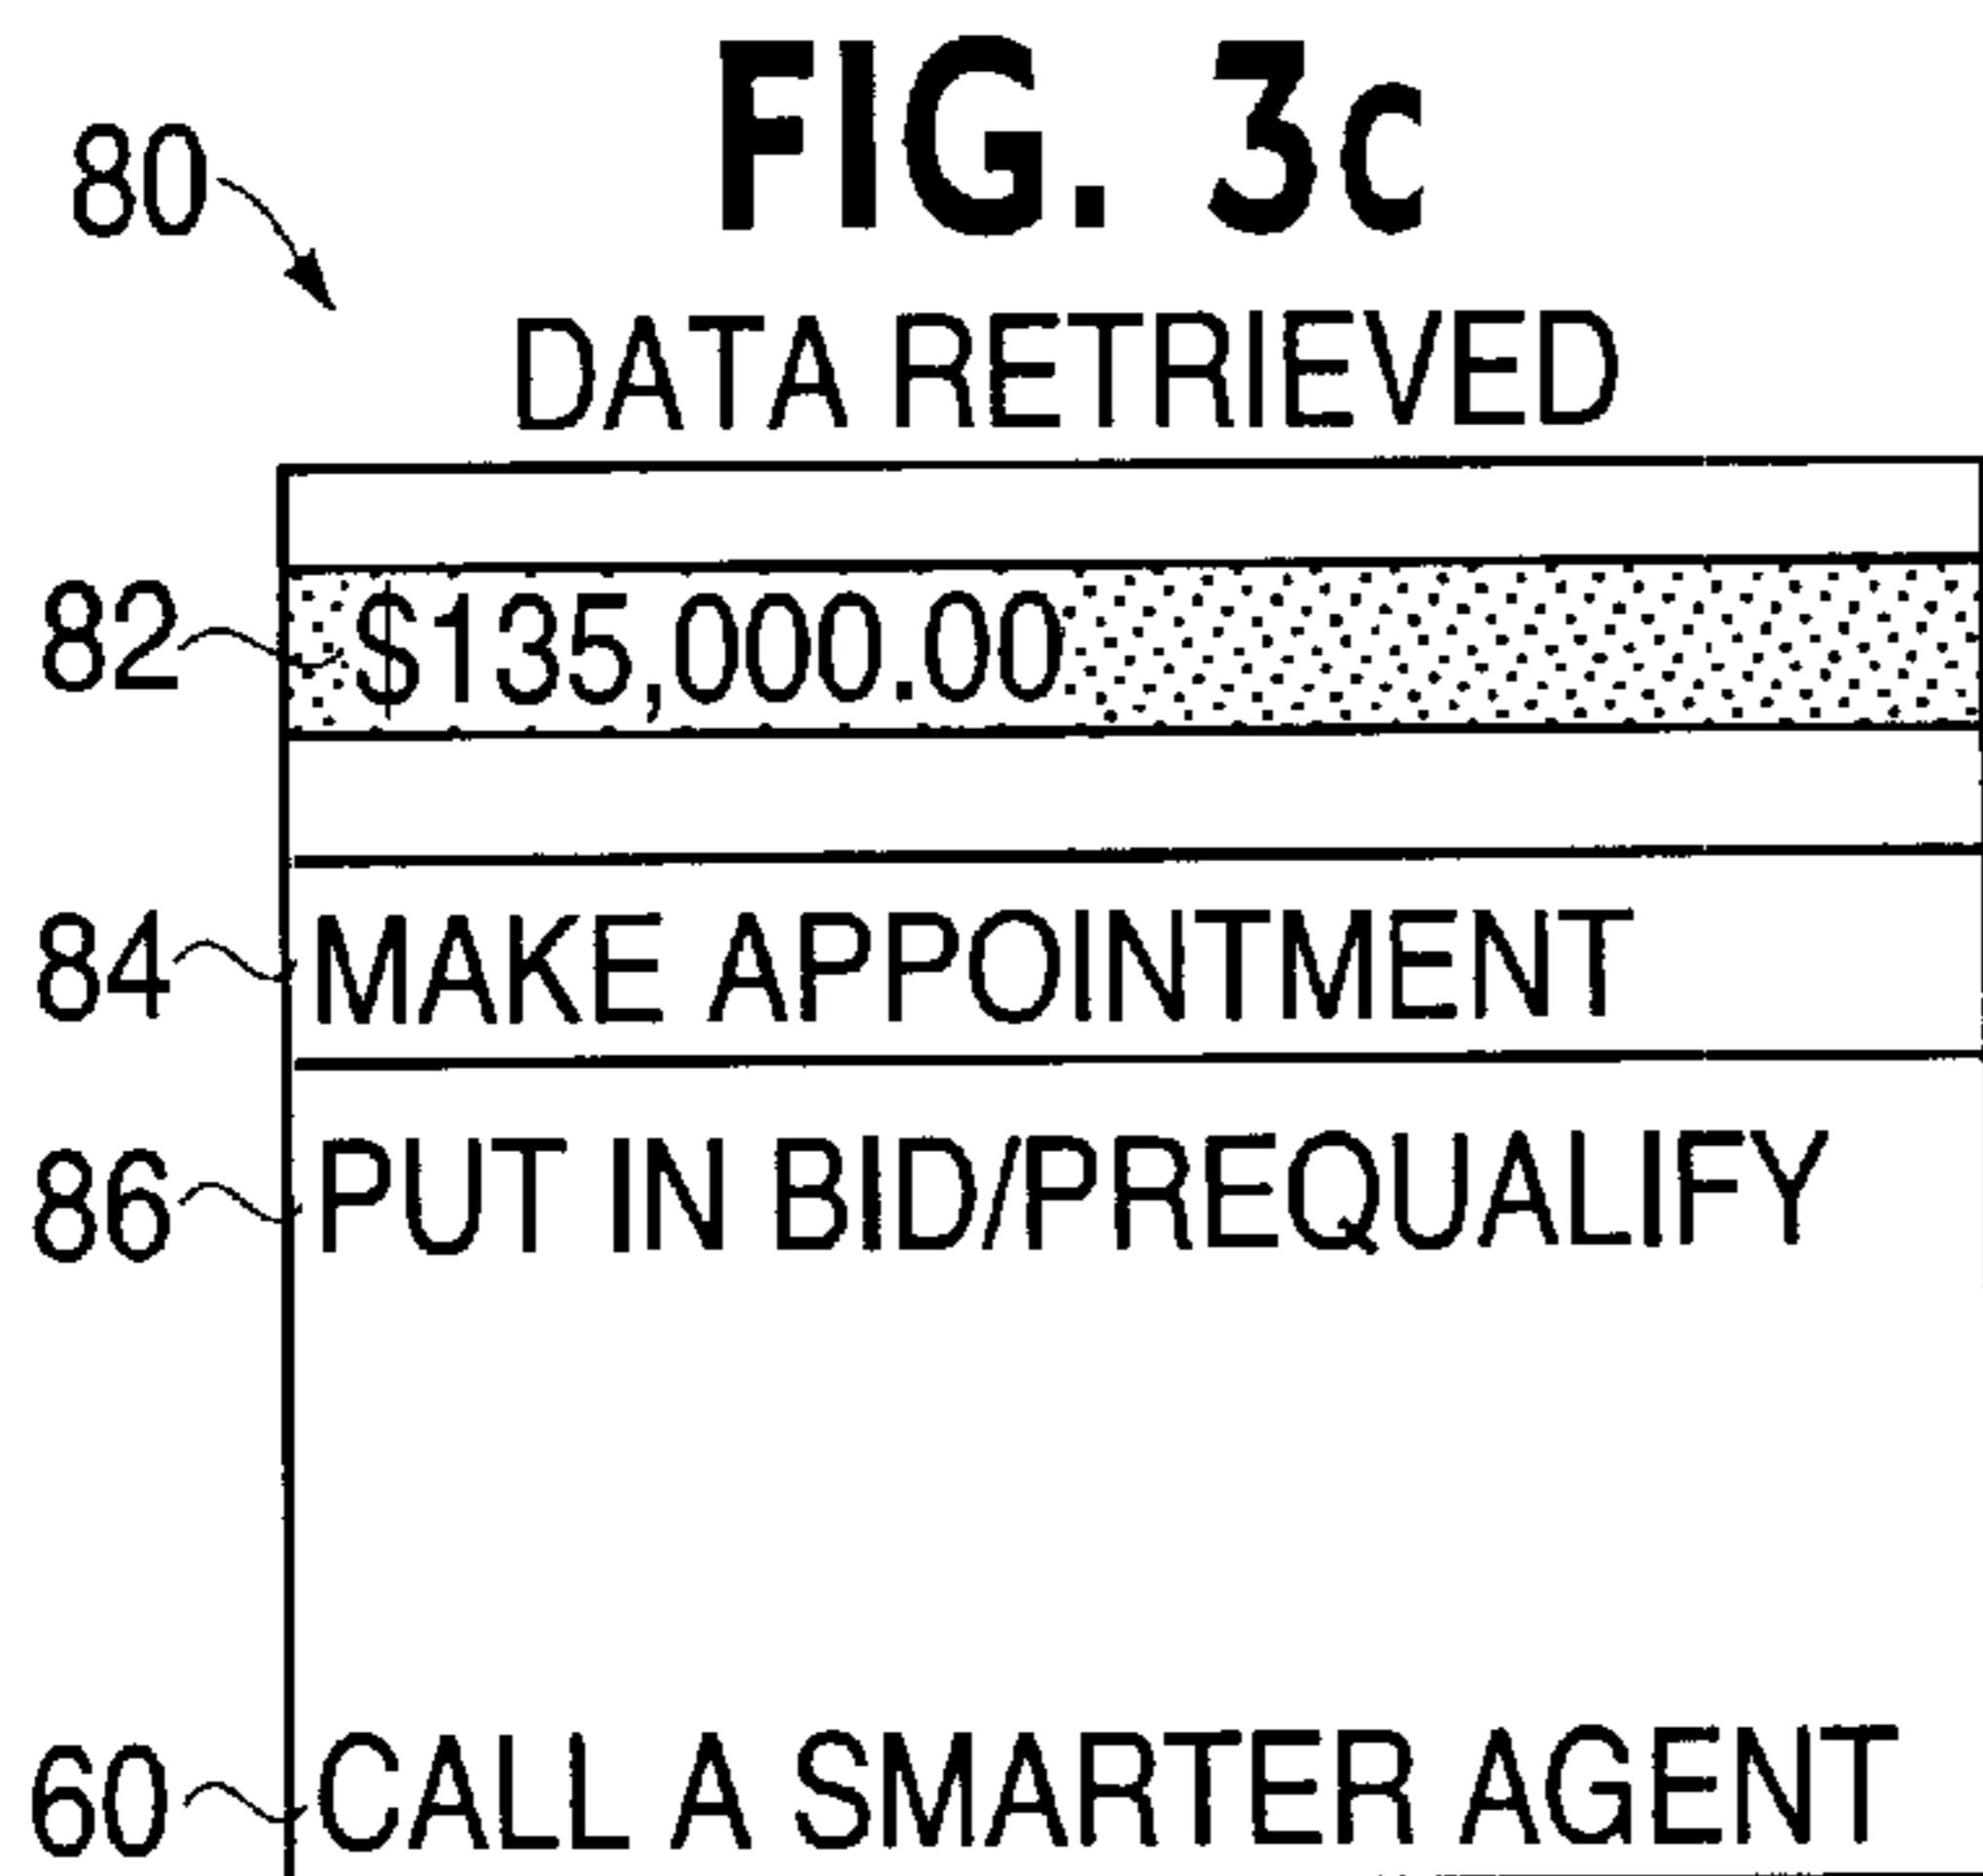 FIG. 3c
80
DATA RETRIEVED
82 $135,000.00
84 MAKE APPOINTMENT
86 PUT IN BID/PREQUALIFY
60 CALL A SMARTER AGENT